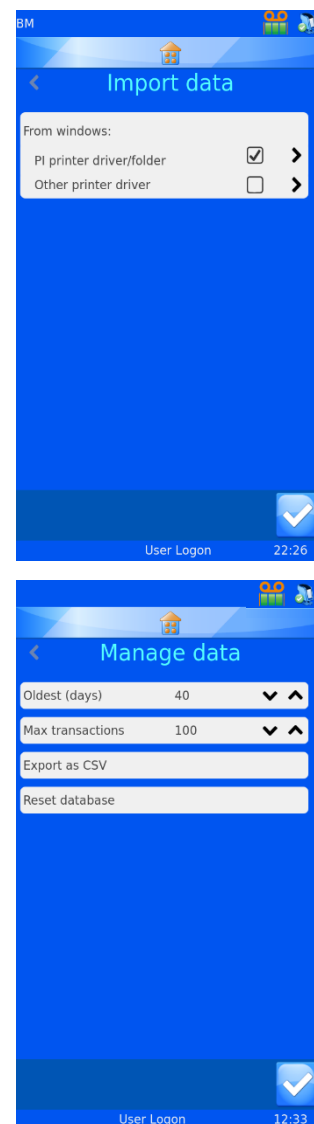 BM
Import data
From windows:
PI printer driver/folder
Other printer driver
User Logon 22:26
Manage data
Oldest (days) 40
Max transactions 100
Export as CSV
Reset database
User Logon 12:33